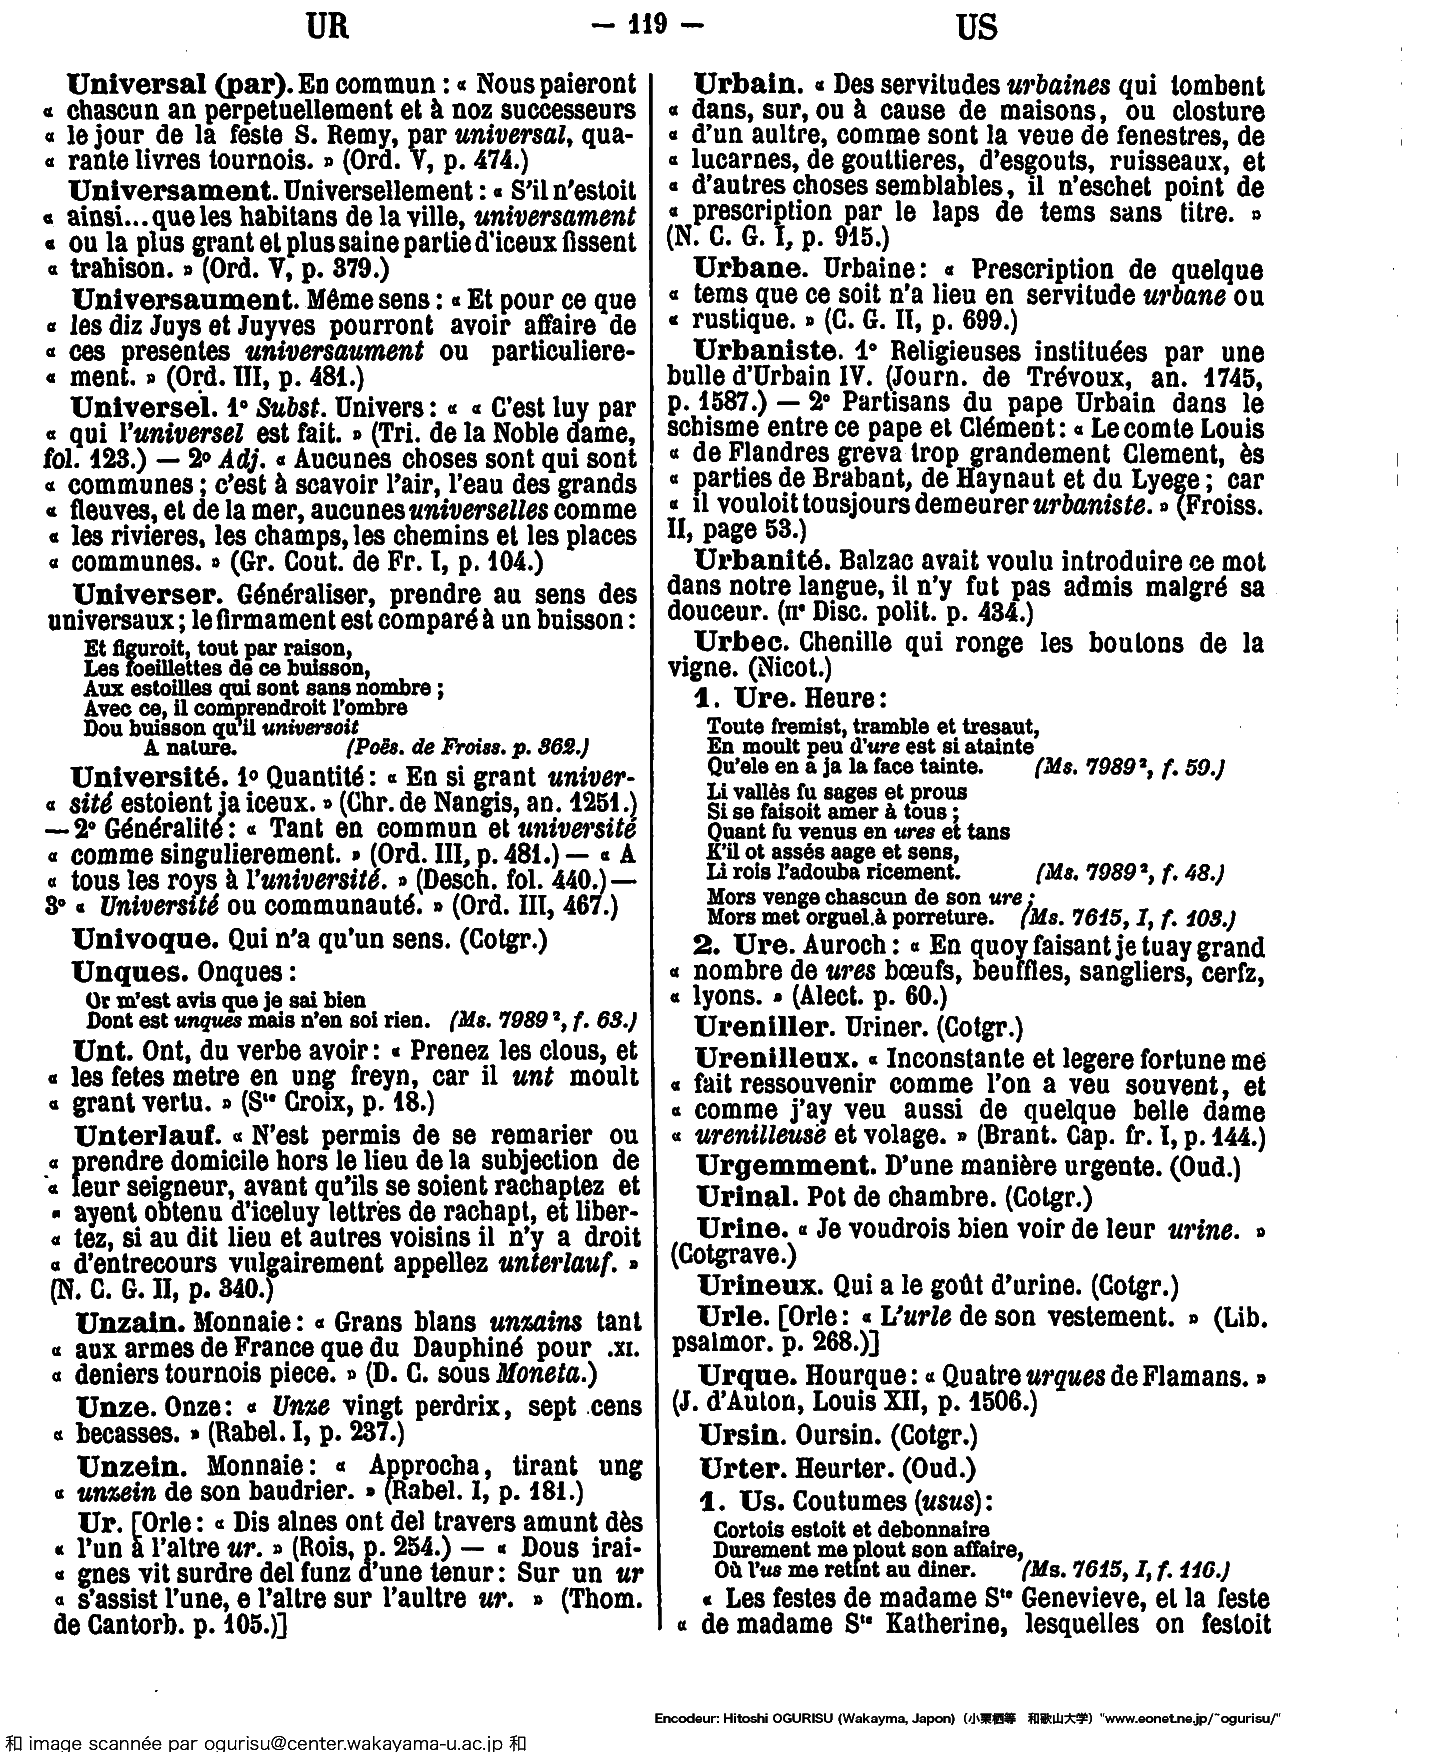 UR
— 119 —
US
Universal (par). En commun : « Nous paieront
« chascun an perpetuellement et à noz successeurs
« le jour de la feste S. Remy, par universal, qua-
« rante livres tournois. » (Ord. V, p. 474.)
Universament. Universellement : « S'il n'estoit
« ainsi... que les habitans de la ville, universament
« ou la plus grant et plus saine partie d'iceux fissent
« trahison. » (Ord. V, p. 379.)
Universaument. Même sens : « Et pour ce que
« les diz Juys et Juyves pourront avoir affaire de
« ces presentes universaument ou particuliere-
« ment. » (Ord. III, p. 481.)
Universel. 1º Subst. Univers : « « C'est luy par
« qui l'universel est fait. » (Tri. de la Noble dame,
fol. 123.) — 2º Adj. « Aucunes choses sont qui sont
« communes ; c'est à scavoir l'air, l'eau des grands
« fleuves, et de la mer, aucunes universelles comme
« les rivieres, les champs, les chemins et les places
« communes. » (Gr. Cout. de Fr. I, p. 104.)
Universer. Généraliser, prendre au sens des
universaux ; le firmament est comparé à un buisson :
Et figuroit, tout par raison,
Les foeillettes de ce buisson,
Aux estoilles qui sont sans nombre ;
Avec ce, il comprendroit l'ombre
Dou buisson qu'il universoit
A nature. (Poës. de Froiss. p. 362.)
Université. 1º Quantité : « En si grant univer-
« sité estoient ja iceux. » (Chr. de Nangis, an. 1251.)
— 2º Généralité : « Tant en commun et université
« comme singulierement. » (Ord. III, p. 481.) — « A
« tous les roys à l'université. » (Desch. fol. 440.) —
3º « Université ou communauté. » (Ord. III, 467.)
Univoque. Qui n'a qu'un sens. (Cotgr.)
Unques. Onques :
Or m'est avis que je sai bien
Dont est unques mais n'en soi rien. (Ms. 7989 ², f. 63.)
Unt. Ont, du verbe avoir : « Prenez les clous, et
« les fetes metre en ung freyn, car il unt moult
« grant vertu. » (Sᵗᵉ Croix, p. 18.)
Unterlauf. « N'est permis de se remarier ou
« prendre domicile hors le lieu de la subjection de
« leur seigneur, avant qu'ils se soient rachaptez et
« ayent obtenu d'iceluy lettres de rachapt, et liber-
« tez, si au dit lieu et autres voisins il n'y a droit
« d'entrecours vulgairement appellez unterlauf. »
(N. C. G. II, p. 340.)
Unzain. Monnaie : « Grans blans unzains tant
« aux armes de France que du Dauphiné pour .XI.
« deniers tournois piece. » (D. C. sous Moneta.)
Unze. Onze : « Unze vingt perdrix, sept cens
« becasses. » (Rabel. I, p. 237.)
Unzein. Monnaie : « Approcha, tirant ung
« unzein de son baudrier. » (Rabel. I, p. 181.)
Ur. [Orle : « Dis alnes ont del travers amunt dès
« l'un à l'altre ur. » (Rois, p. 254.) — « Dous irai-
« gnes vit surdre del funz d'une tenur : Sur un ur
« s'assist l'une, e l'altre sur l'aultre ur. » (Thom.
de Cantorb. p. 105.)]
Urbain. « Des servitudes urbaines qui tombent
« dans, sur, ou à cause de maisons, ou closture
« d'un aultre, comme sont la veue de fenestres, de
« lucarnes, de gouttieres, d'esgouts, ruisseaux, et
« d'autres choses semblables, il n'eschet point de
« prescription par le laps de tems sans titre. »
(N. C. G. I, p. 915.)
Urbane. Urbaine : « Prescription de quelque
« tems que ce soit n'a lieu en servitude urbane ou
« rustique. » (C. G. II, p. 699.)
Urbaniste. 1º Religieuses instituées par une
bulle d'Urbain IV. (Journ. de Trévoux, an. 1745,
p. 1587.) — 2º Partisans du pape Urbain dans le
schisme entre ce pape et Clément : « Le comte Louis
« de Flandres greva trop grandement Clement, ès
« parties de Brabant, de Haynaut et du Lyege ; car
« il vouloit tousjours demeurer urbaniste. » (Froiss.
II, page 53.)
Urbanité. Balzac avait voulu introduire ce mot
dans notre langue, il n'y fut pas admis malgré sa
douceur. (IIᵉ Disc. polit. p. 434.)
Urbec. Chenille qui ronge les boutons de la
vigne. (Nicot.)
1. Ure. Heure :
Toute fremist, tramble et tresaut,
En moult peu d'ure est si atainte
Qu'ele en a ja la face tainte. (Ms. 7989 ², f. 59.)
Li vallès fu sages et prous
Si se faisoit amer à tous ;
Quant fu venus en ures et tans
K'il ot assés aage et sens,
Li rois l'adouba ricement. (Ms. 7989 ², f. 48.)
Mors venge chascun de son ure ;
Mors met orguel à porreture. (Ms. 7615, I, f. 103.)
2. Ure. Auroch : « En quoy faisant je tuay grand
« nombre de ures bœufs, beuffles, sangliers, cerfz,
« lyons. » (Alect. p. 60.)
Ureniller. Uriner. (Cotgr.)
Urenilleux. « Inconstante et legere fortune me
« fait ressouvenir comme l'on a veu souvent, et
« comme j'ay veu aussi de quelque belle dame
« urenilleuse et volage. » (Brant. Cap. fr. I, p. 144.)
Urgemment. D'une manière urgente. (Oud.)
Urinal. Pot de chambre. (Cotgr.)
Urine. « Je voudrois bien voir de leur urine. »
(Cotgrave.)
Urineux. Qui a le goût d'urine. (Cotgr.)
Urle. [Orle : « L'urle de son vestement. » (Lib.
psalmor. p. 268.)]
Urque. Hourque : « Quatre urques de Flamans. »
(J. d'Auton, Louis XII, p. 1506.)
Ursin. Oursin. (Cotgr.)
Urter. Heurter. (Oud.)
1. Us. Coutumes (usus) :
Cortois estoit et debonnaire
Durement me plout son affaire,
Où l'us me retint au diner. (Ms. 7615, I, f. 116.)
« Les festes de madame Sᵗᵉ Genevieve, et la feste
« de madame Sᵗᵉ Katherine, lesquelles on festoit
Encodeur: Hitoshi OGURISU (Wakayma, Japon)（小栗栖等 和歌山大学）"www.eonet.ne.jp/~ogurisu/"
和 image scannée par ogurisu@center.wakayama-u.ac.jp 和